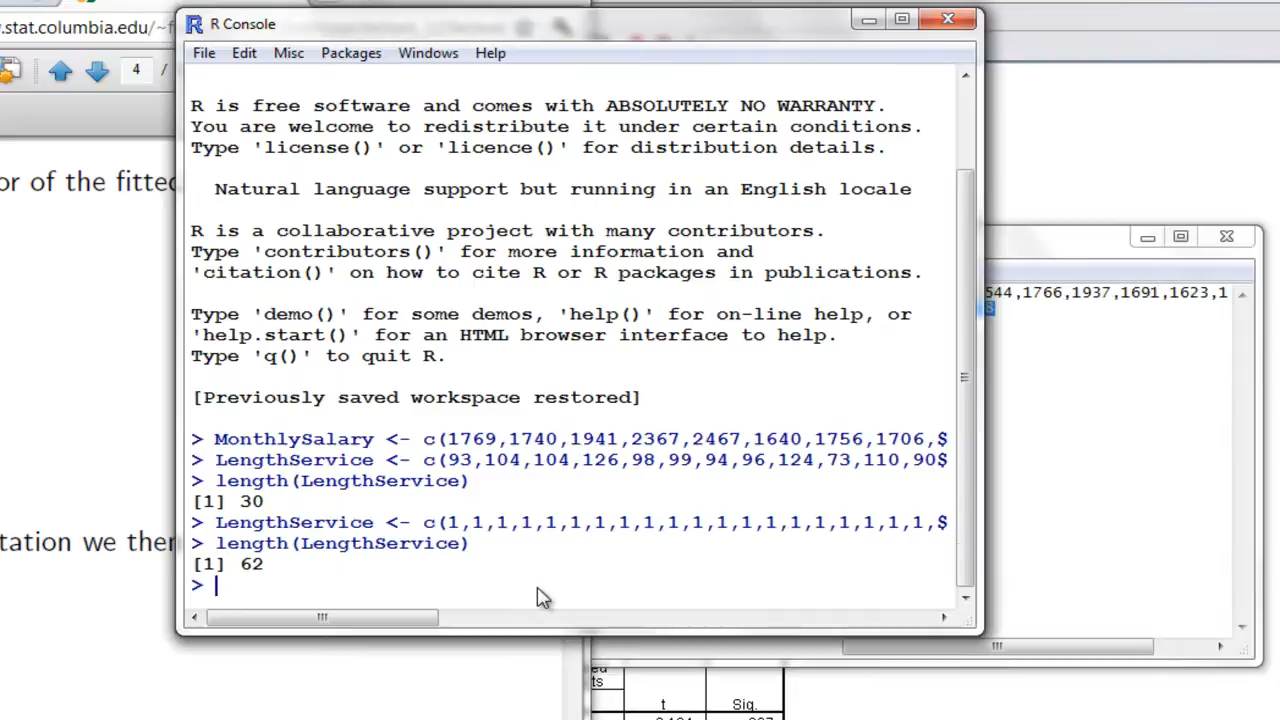 R Console
.stat.columbia.edu/~f
File Edit Misc Packages Windows Help
4 /
R is free software and comes with ABSOLUTELY NO WARRANTY.
You are welcome to redistribute it under certain conditions.
Type 'license()' or 'licence()' for distribution details.
or of the fitted
Natural language support but running in an English locale
R is a collaborative project with many contributors.
Type 'contributors()' for more information and
'citation()' on how to cite R or R packages in publications.
544,1766,1937,1691,1623,1
Type 'demo()' for some demos, 'help()' for on-line help, or
'help.start()' for an HTML browser interface to help.
Type 'q()' to quit R.
[Previously saved workspace restored]
> MonthlySalary <- c(1769,1740,1941,2367,2467,1640,1756,1706,$
> LengthService <- c(93,104,104,126,98,99,94,96,124,73,110,90$
> length(LengthService)
[1] 30
> LengthService <- c(1,1,1,1,1,1,1,1,1,1,1,1,1,1,1,1,1,1,1,1,$
> length(LengthService)
[1] 62
>
tation we then
ts
t Sig.